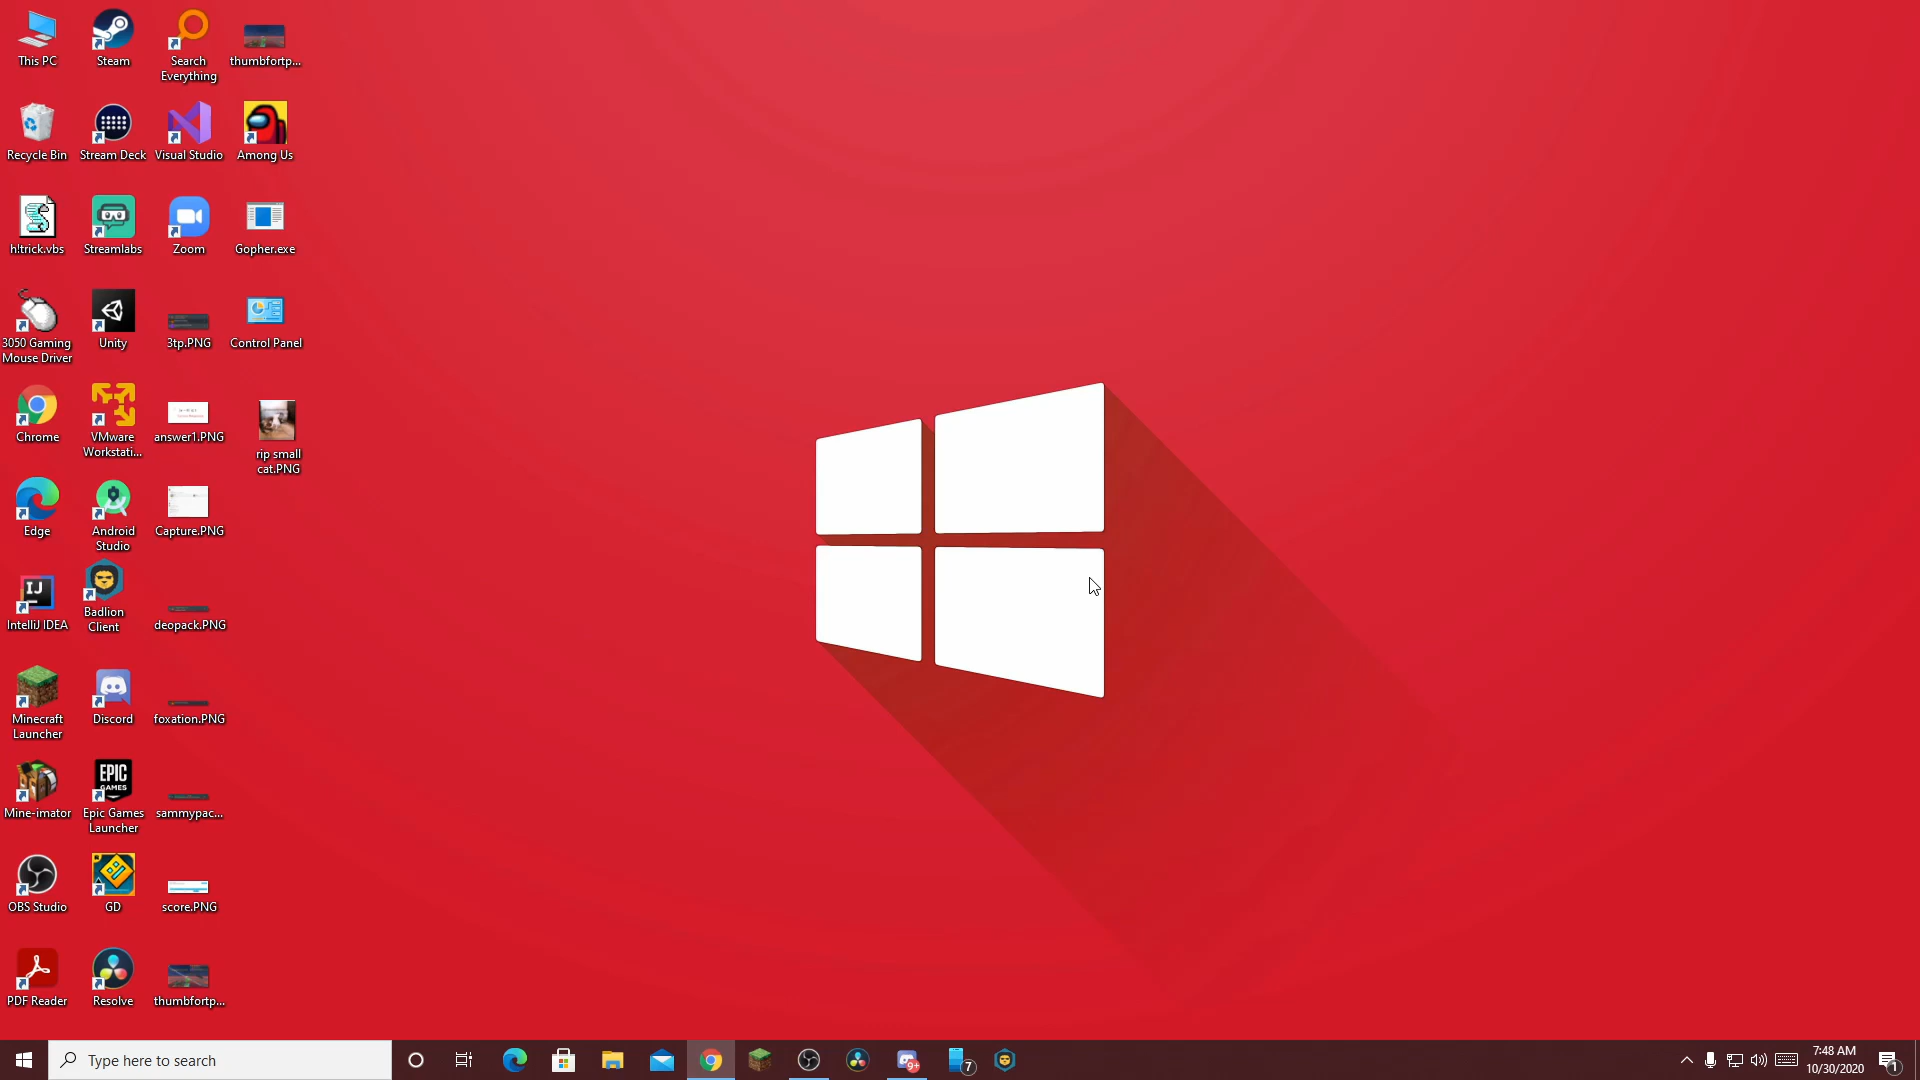 This PC
Steam
Search
Everything
thumbfortp...
Recycle Bin
Stream Deck
Visual Studio
Among Us
h!trick.vbs
Streamlabs
Zoom
Gopher.exe
3050 Gaming
Mouse Driver
Unity
3tp.PNG
Control Panel
Chrome
VMware
Workstati...
answer1.PNG
rip small
cat.PNG
Edge
Android
Studio
Capture.PNG
IJ
IntelliJ IDEA
Badlion
Client
deopack.PNG
Minecraft
Launcher
Discord
foxation.PNG
Mine-imator
EPIC
GAMES
Epic Games
Launcher
sammypac...
OBS Studio
GD
score.PNG
PDF Reader
Resolve
thumbfortp...
Type here to search
9+
7
7:48 AM
10/30/2020
1